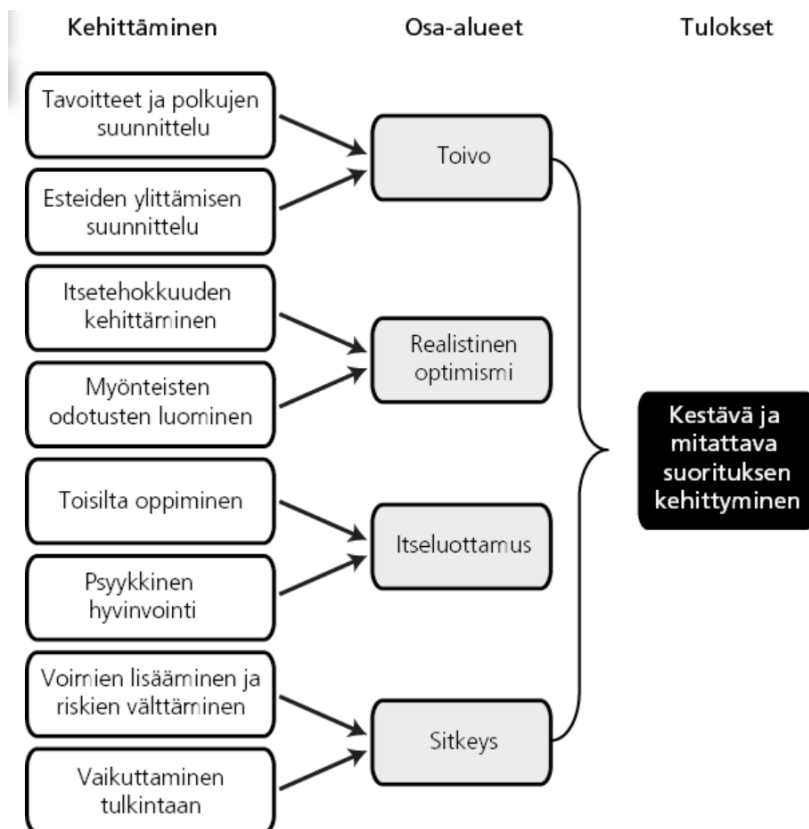 Kehittäminen
Osa-alueet
Tulokset
Tavoitteet ja polkujen
suunnittelu
Esteiden ylittämisen
suunnittelu
Toivo
Itsetehokkuuden
kehittäminen
Myönteisten
odotusten luominen
Realistinen
optimismi
Toisilta oppiminen
Psyykkinen
hyvinvointi
Itseluottamus
Voimien lisääminen ja
riskien välttäminen
Vaikuttaminen
tulkintaan
Sitkeys
Kestävä ja
mitattava
suorituksen
kehittyminen